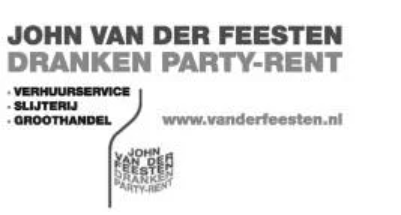 JOHN VAN DER FEESTEN
DRANKEN PARTY-RENT
- VERHUURSERVICE
- SLIJTERIJ
- GROOTHANDEL
www.vanderfeesten.nl
JOHN
VAN DER
FEESTEN
DRANKEN
PARTY-RENT